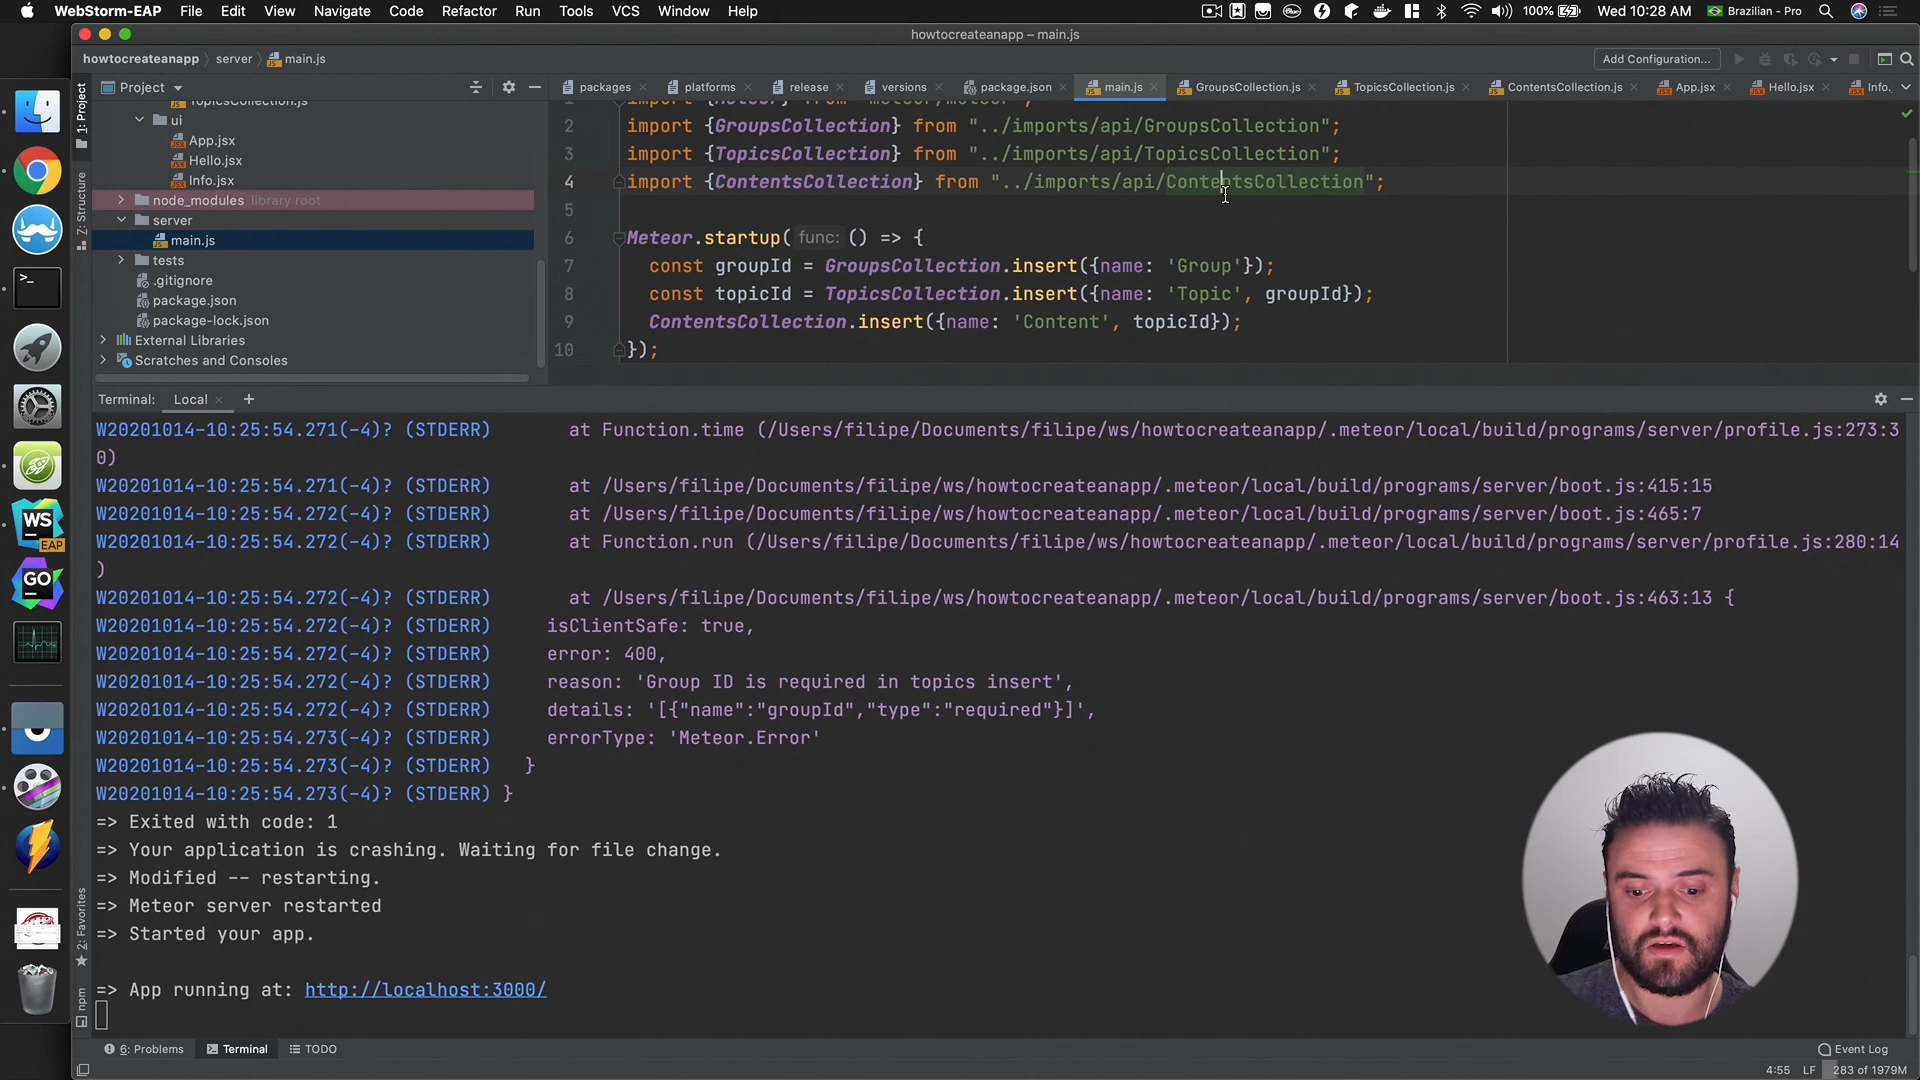 WebStorm-EAP File Edit View Navigate Code Refactor Run Tools VCS Window Help 100% Wed 10:28 AM Brazilian - Pro
howtocreateanapp – main.js
howtocreateanapp server main.js Add Configuration...
Project packages platforms release versions package.json main.js GroupsCollection.js TopicsCollection.js ContentsCollection.js App.jsx Hello.jsx Info.
TopicsCollection.js
ui
App.jsx
Hello.jsx
Info.jsx
node_modules library root
server
main.js
tests
.gitignore
package.json
package-lock.json
External Libraries
Scratches and Consoles
1: Project
Z: Structure
2: Favorites
npm
2 import {GroupsCollection} from "../imports/api/GroupsCollection";
3 import {TopicsCollection} from "../imports/api/TopicsCollection";
4 import {ContentsCollection} from "../imports/api/ContentsCollection";
5
6 Meteor.startup( func: () => {
7 const groupId = GroupsCollection.insert({name: 'Group'});
8 const topicId = TopicsCollection.insert({name: 'Topic', groupId});
9 ContentsCollection.insert({name: 'Content', topicId});
10 });
Terminal: Local +
W20201014-10:25:54.271(-4)? (STDERR) at Function.time (/Users/filipe/Documents/filipe/ws/howtocreateanapp/.meteor/local/build/programs/server/profile.js:273:3
0)
W20201014-10:25:54.271(-4)? (STDERR) at /Users/filipe/Documents/filipe/ws/howtocreateanapp/.meteor/local/build/programs/server/boot.js:415:15
W20201014-10:25:54.272(-4)? (STDERR) at /Users/filipe/Documents/filipe/ws/howtocreateanapp/.meteor/local/build/programs/server/boot.js:465:7
W20201014-10:25:54.272(-4)? (STDERR) at Function.run (/Users/filipe/Documents/filipe/ws/howtocreateanapp/.meteor/local/build/programs/server/profile.js:280:14
)
W20201014-10:25:54.272(-4)? (STDERR) at /Users/filipe/Documents/filipe/ws/howtocreateanapp/.meteor/local/build/programs/server/boot.js:463:13 {
W20201014-10:25:54.272(-4)? (STDERR) isClientSafe: true,
W20201014-10:25:54.272(-4)? (STDERR) error: 400,
W20201014-10:25:54.272(-4)? (STDERR) reason: 'Group ID is required in topics insert',
W20201014-10:25:54.272(-4)? (STDERR) details: '[{"name":"groupId","type":"required"}]',
W20201014-10:25:54.273(-4)? (STDERR) errorType: 'Meteor.Error'
W20201014-10:25:54.273(-4)? (STDERR) }
W20201014-10:25:54.273(-4)? (STDERR) }
=> Exited with code: 1
=> Your application is crashing. Waiting for file change.
=> Modified -- restarting.
=> Meteor server restarted
=> Started your app.
=> App running at: http://localhost:3000/
6: Problems Terminal TODO Event Log
4:55 LF 283 of 1979M
WS
EAP
GO